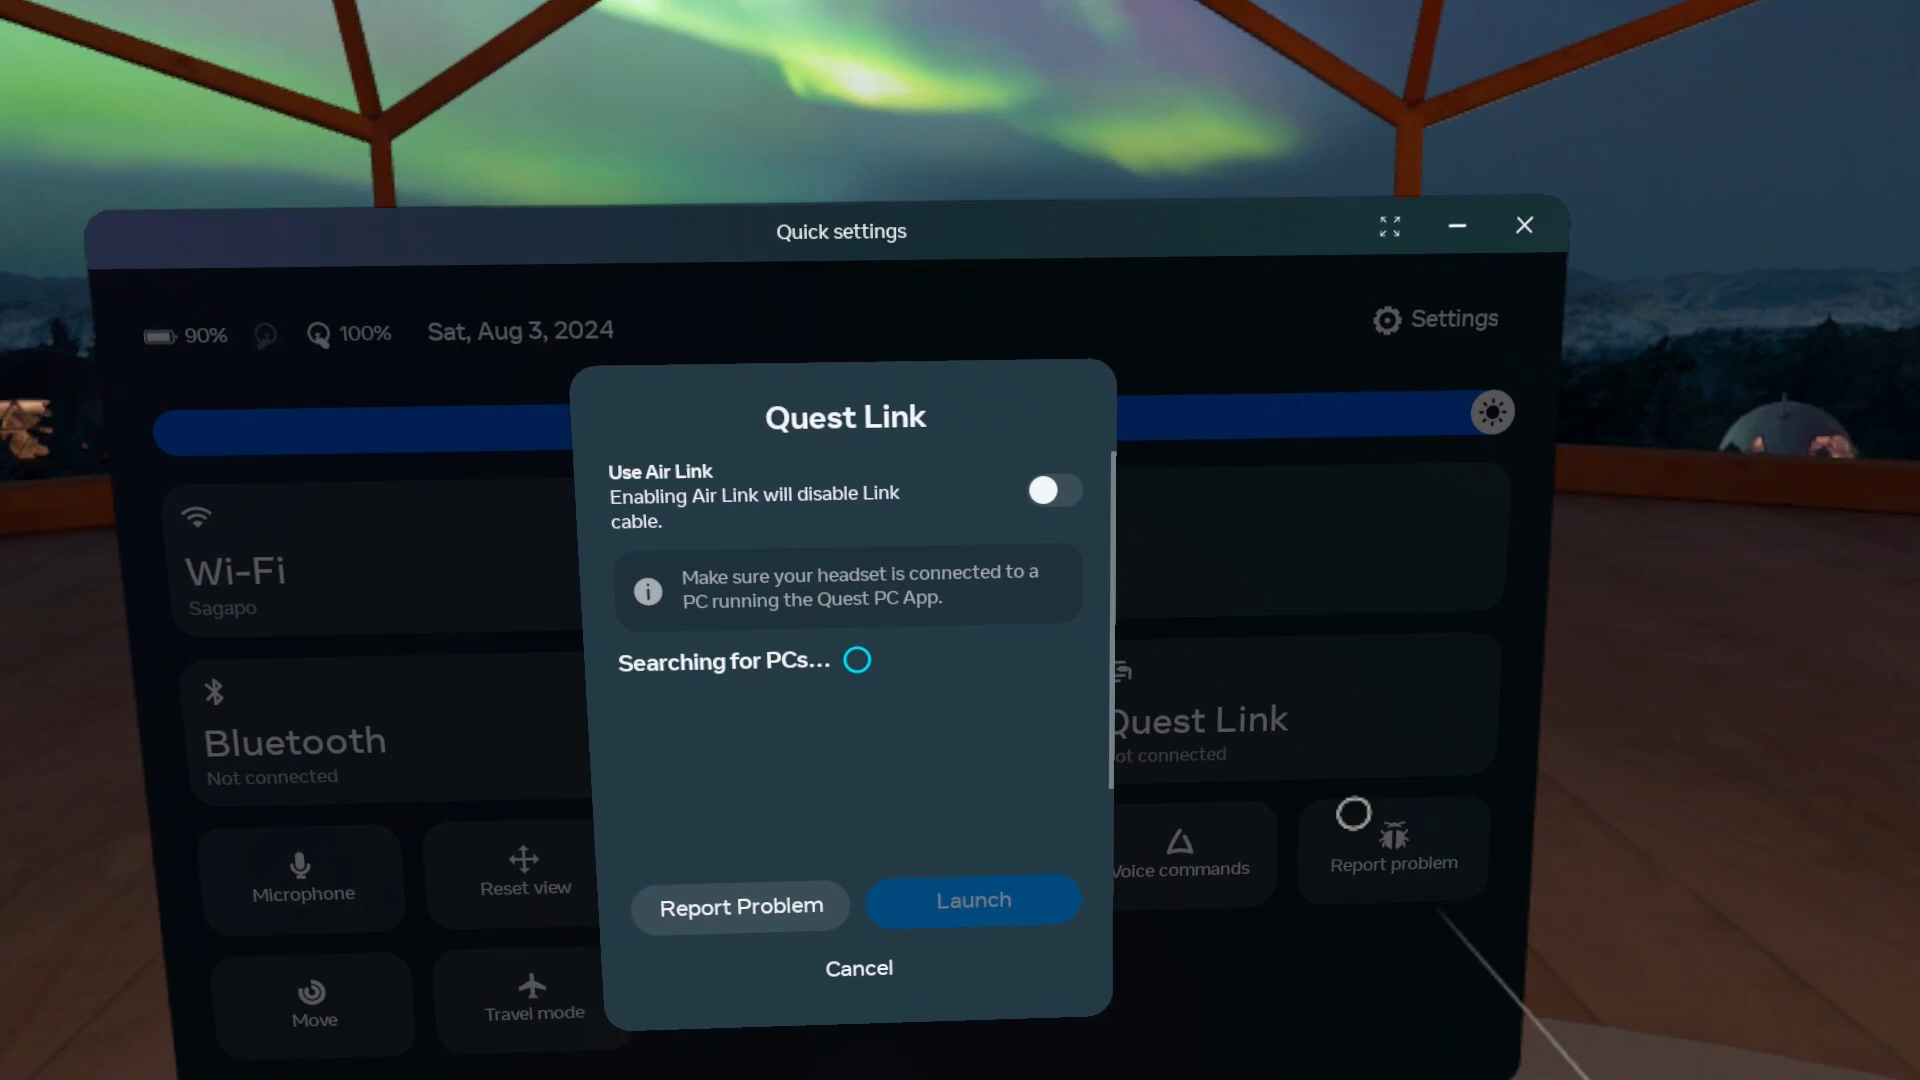 Quick settings
90%
100%
Sat, Aug 3, 2024
Settings
Quest Link
Use Air Link
Enabling Air Link will disable Link
cable.
Make sure your headset is connected to a
PC running the Quest PC App.
Searching for PCs...
Report Problem
Launch
Cancel
Wi-Fi
Sagapo
Bluetooth
Not connected
Quest Link
ot connected
Microphone
Reset view
Voice commands
Report problem
Move
Travel mode